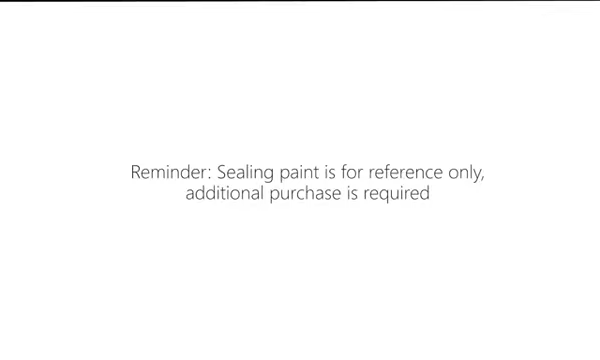 Reminder: Sealing paint is for reference only,
additional purchase is required